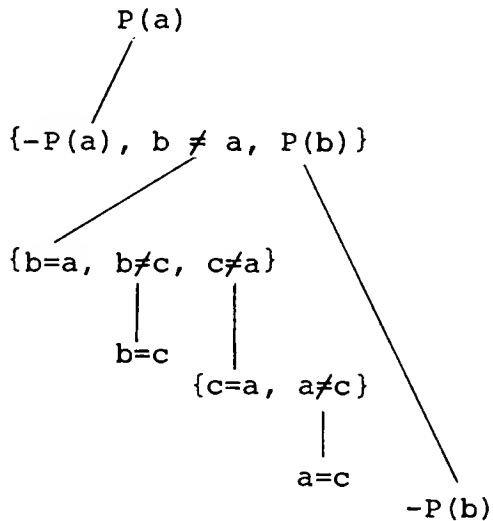 P(a)
{-P(a), b ≠ a, P(b)}
{b=a, b≠c, c≠a}
b=c
{c=a, a≠c}
a=c
-P(b)